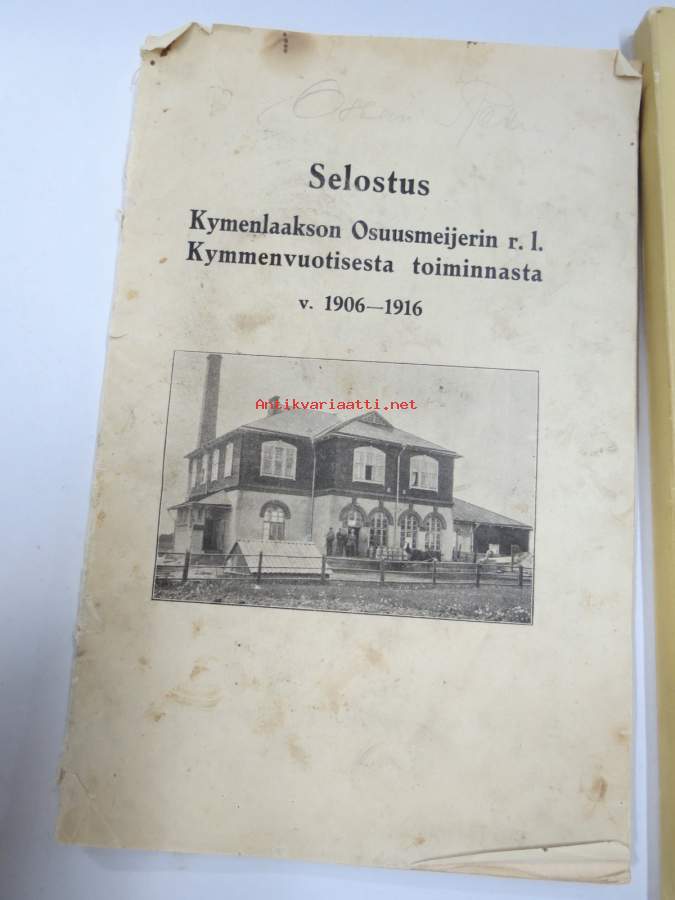 Selostus
Kymenlaakson Osuusmeijerin r. l.
Kymmenvuotisesta toiminnasta
v. 1906—1916
Antikvariaatti.net